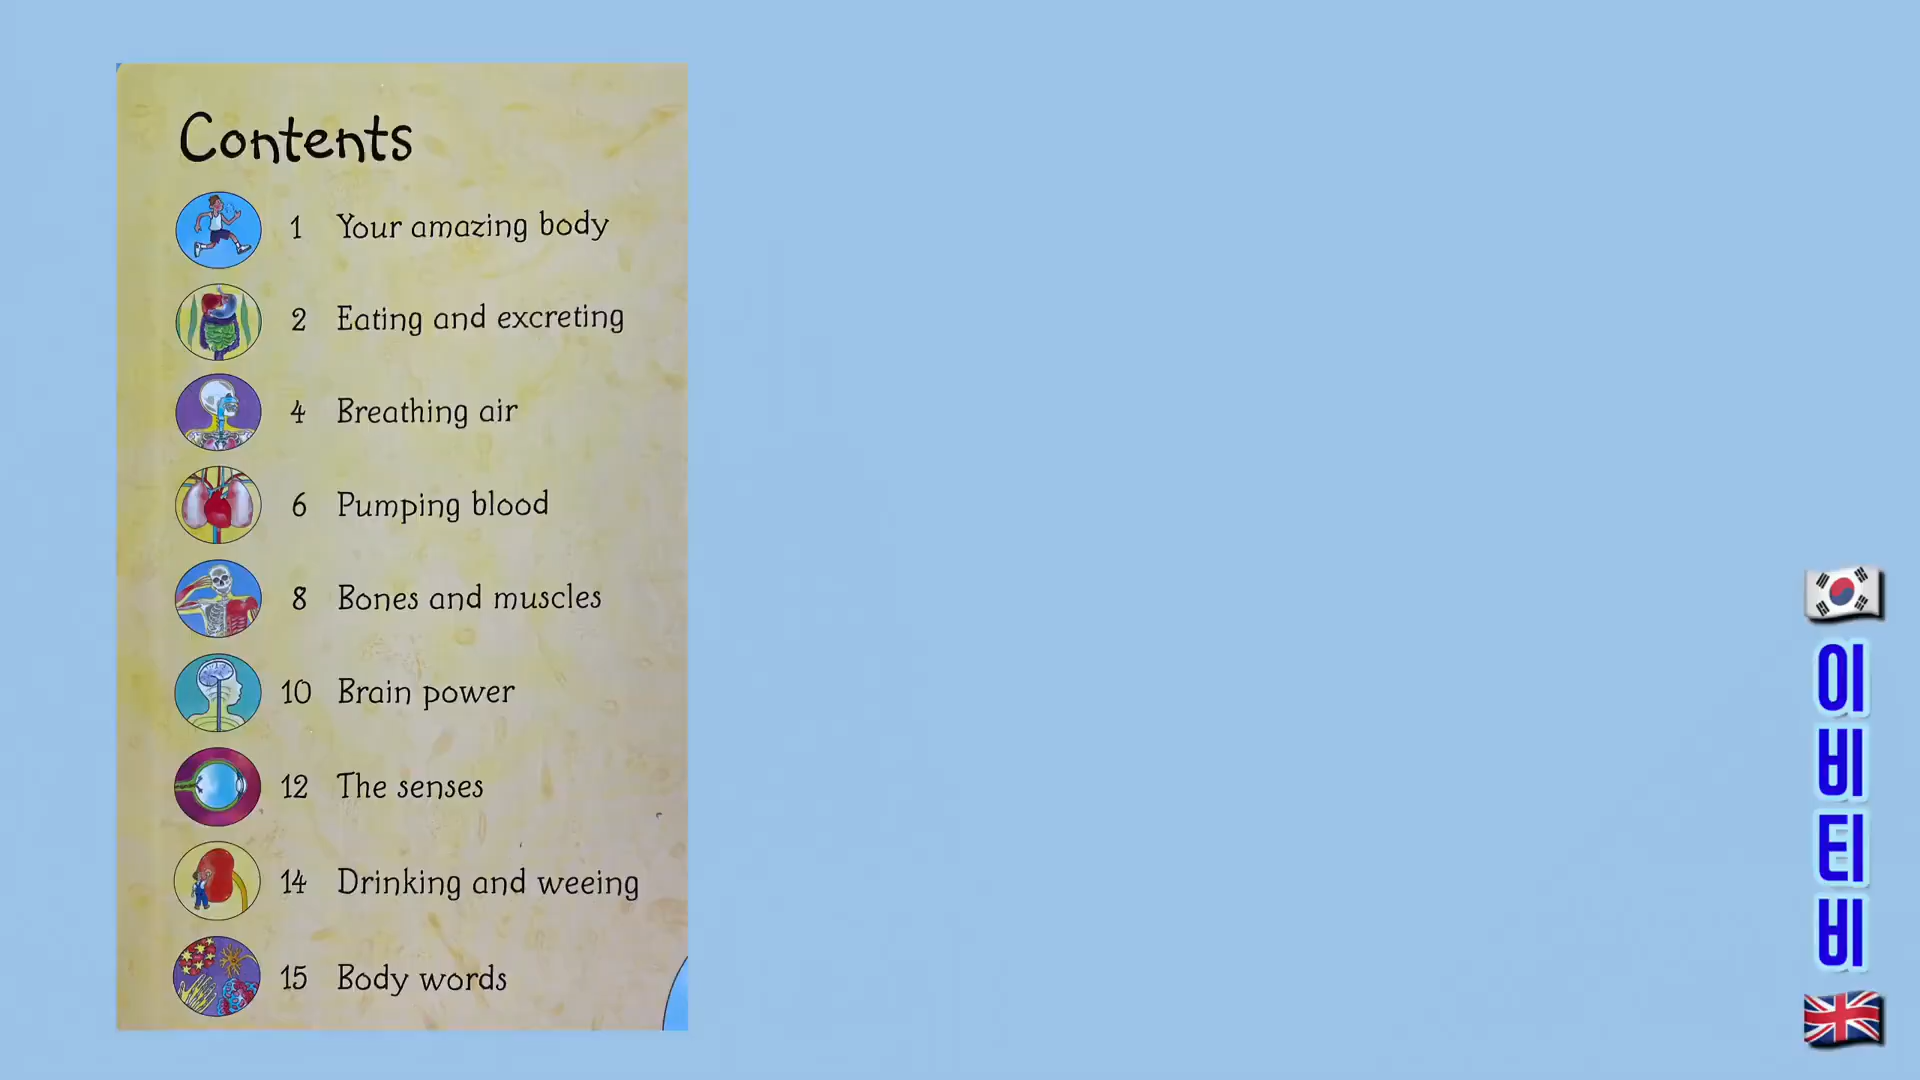 Contents
1 Your amazing body
2 Eating and excreting
4 Breathing air
6 Pumping blood
8 Bones and muscles
10 Brain power
12 The senses
14 Drinking and weeing
15 Body words
이비티비